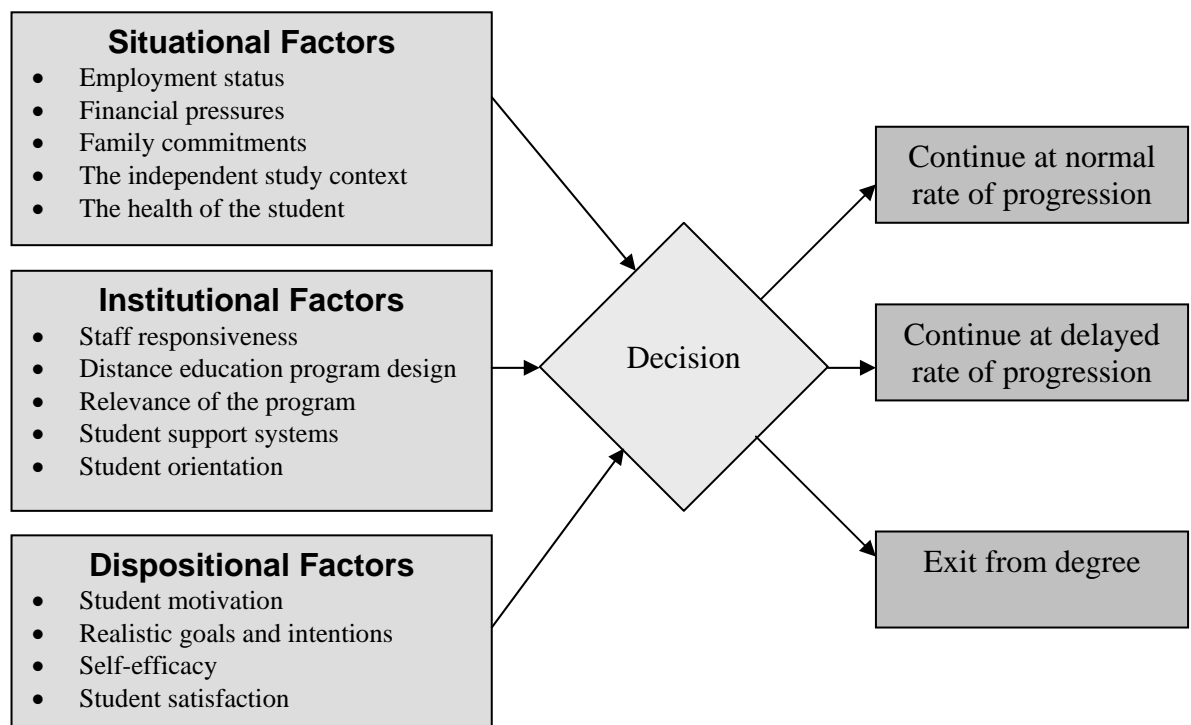 Situational Factors
• Employment status
• Financial pressures
• Family commitments
• The independent study context
• The health of the student
Institutional Factors
• Staff responsiveness
• Distance education program design
• Relevance of the program
• Student support systems
• Student orientation
Dispositional Factors
• Student motivation
• Realistic goals and intentions
• Self-efficacy
• Student satisfaction
Decision
Continue at normal
rate of progression
Continue at delayed
rate of progression
Exit from degree